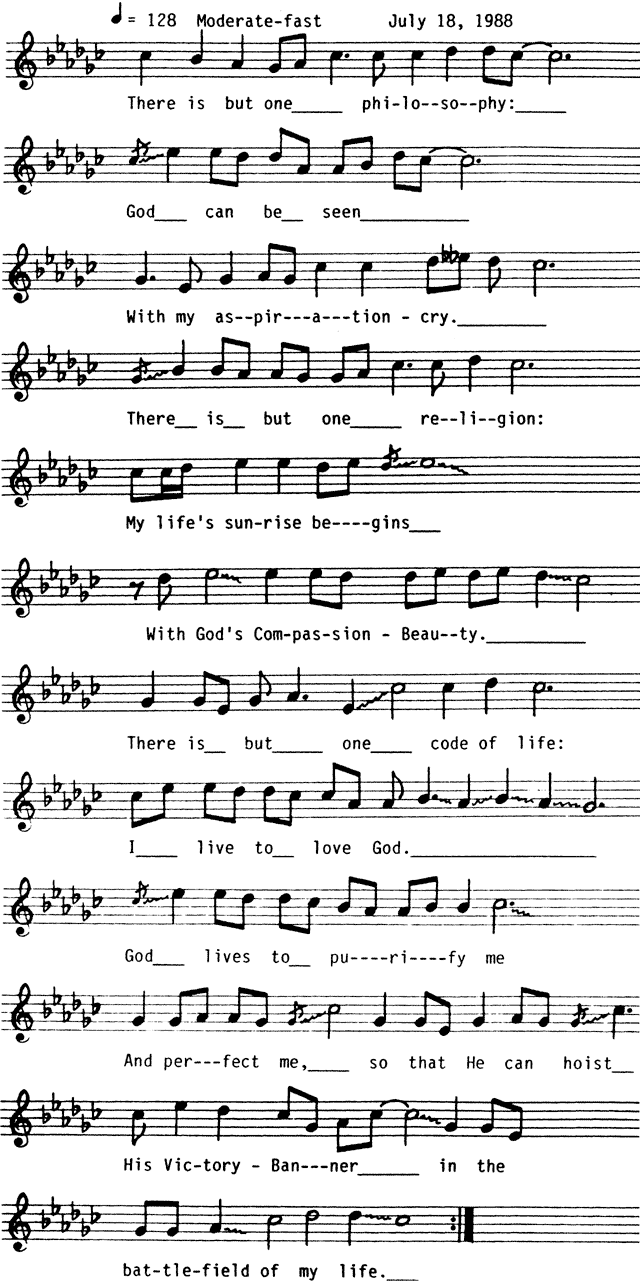 ♩ = 128 Moderate-fast July 18, 1988
There is but one_____ phi-lo--so--phy:_____
God___ can be__ seen___________
With my as--pir---a---tion - cry._________
There__ is__ but one_____ re--li--gion:
My life's sun-rise be----gins___
With God's Com-pas-sion - Beau--ty.__________
There is__ but_____ one____ code of life:
I____ live to__ love God.__________________
God___ lives to__ pu----ri----fy me
And per---fect me,____ so that He can hoist__
His Vic-tory - Ban---ner______ in the
bat-tle-field of my life.___